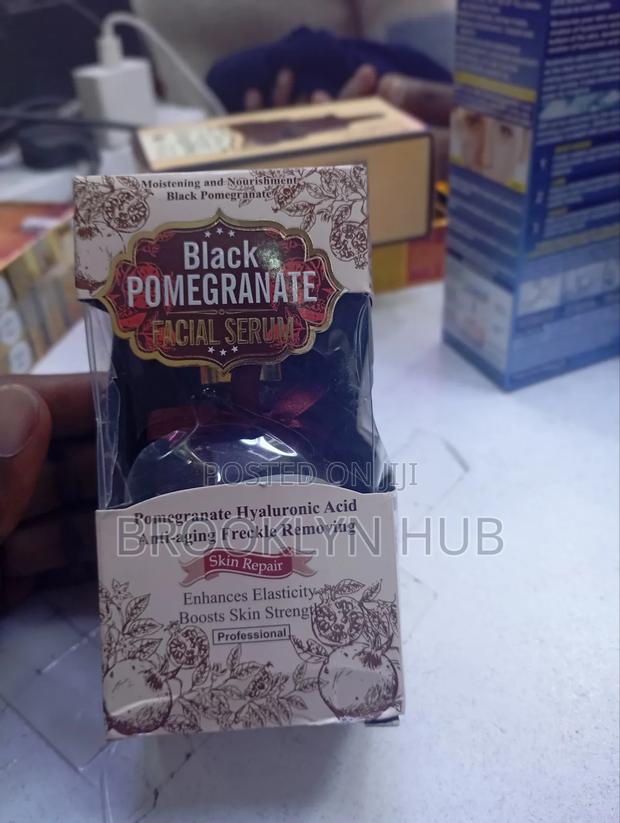 Moistening and Nourishment
Black Pomegranate
Black
POMEGRANATE
FACIAL SERUM
POSTED ON JIJI
BROOKLYN HUB
Pomegranate Hyaluronic Acid
Anti-aging Freckle Removing
Skin Repair
Enhances Elasticity
Boosts Skin Strength
Professional